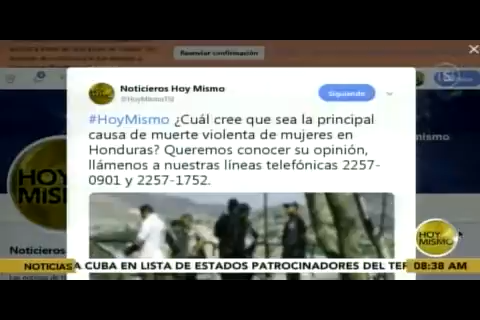 Reenviar confirmación
Noticieros Hoy Mismo
@HoyMismoTSI
Siguiendo
#HoyMismo ¿Cuál cree que sea la principal
causa de muerte violenta de mujeres en
Honduras? Queremos conocer su opinión,
llámenos a nuestras líneas telefónicas 2257-
0901 y 2257-1752.
HOY
MISMO
Noticieros
HOY
MISMO
NOTICIAS
A CUBA EN LISTA DE ESTADOS PATROCINADORES DEL TER
08:38 AM